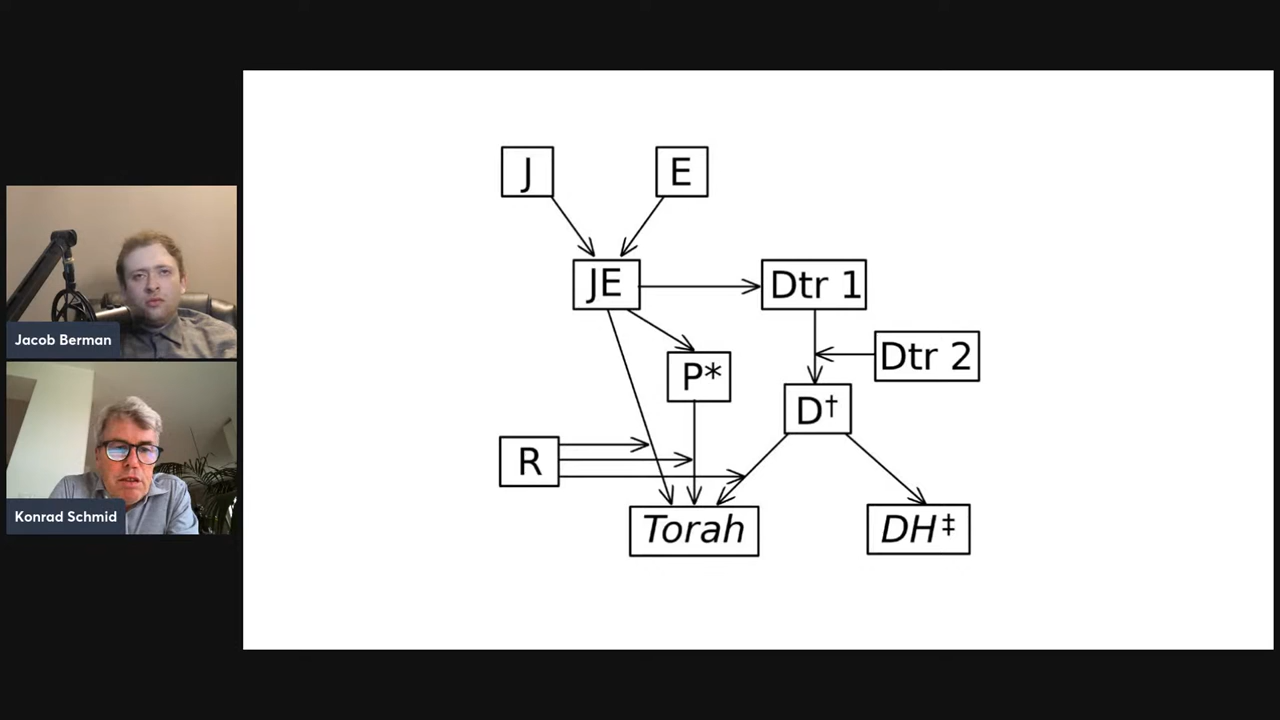 Jacob Berman
Konrad Schmid
J
E
JE
Dtr 1
Dtr 2
P*
D†
R
Torah
DH‡